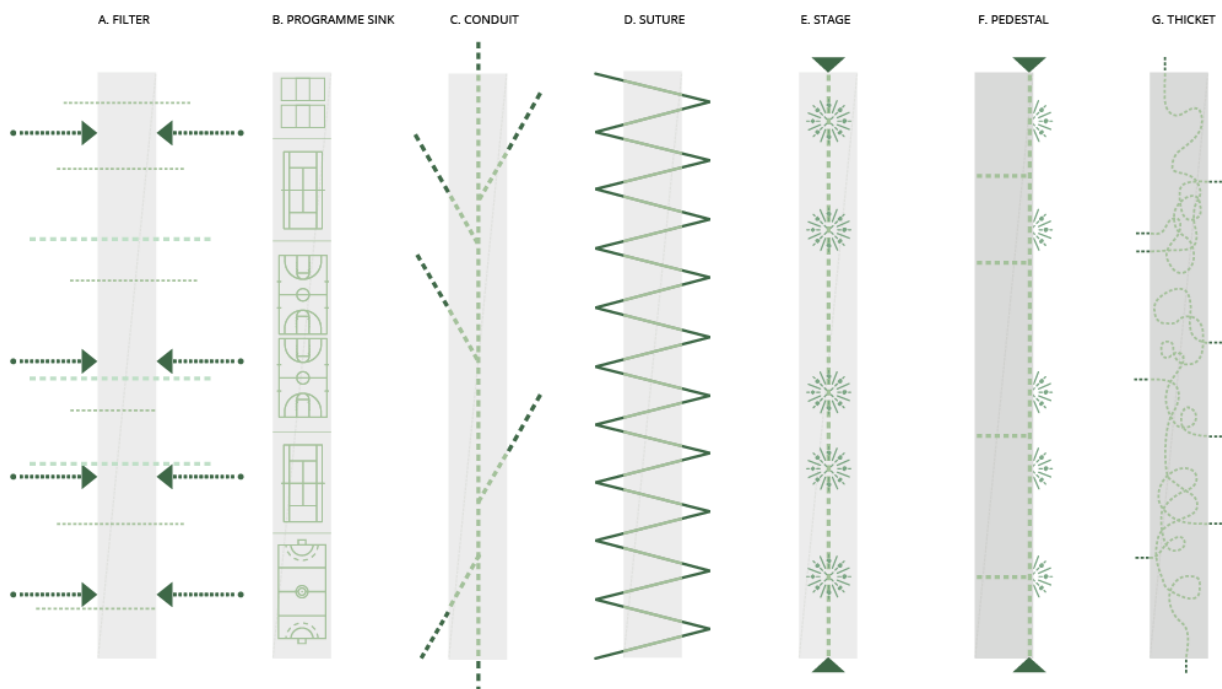 A. FILTER
B. PROGRAMME SINK
C. CONDUIT
D. SUTURE
E. STAGE
F. PEDESTAL
G. THICKET